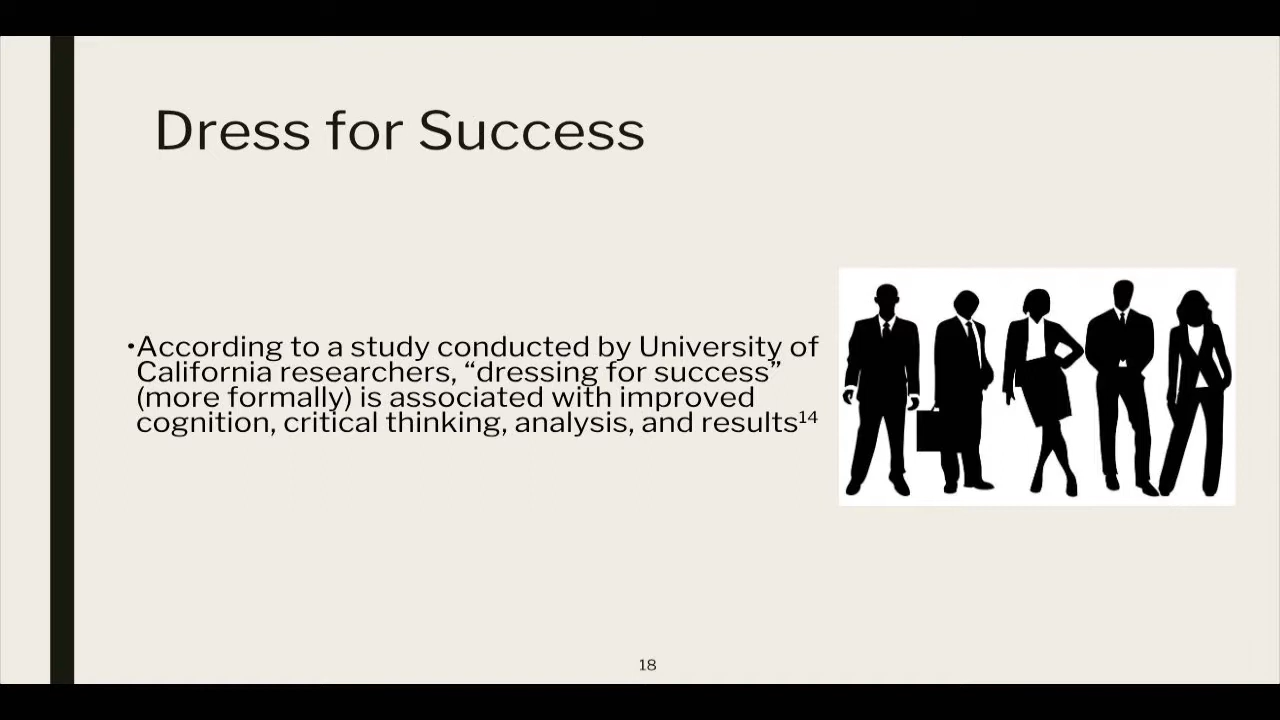 Dress for Success
•According to a study conducted by University of
California researchers, “dressing for success”
(more formally) is associated with improved
cognition, critical thinking, analysis, and results¹⁴
18